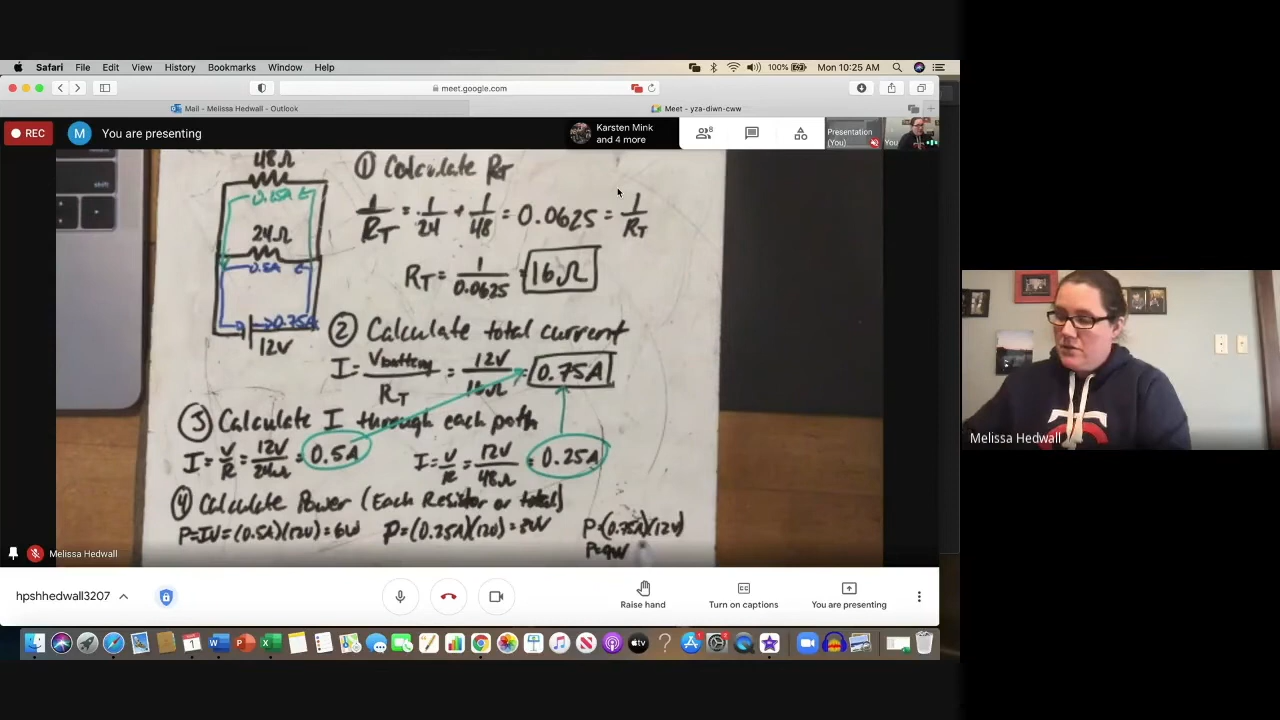 Safari File Edit View History Bookmarks Window Help 100% Mon 10:25 AM
meet.google.com
Mail - Melissa Hedwall - Outlook Meet - yza-diwn-cww
REC M You are presenting Karsten Mink
and 4 more
8 Presentation
(You) You
48Ω
0.25A
24Ω
0.5A
0.75A
12V
① Calculate RT
1/RT = 1/24 + 1/48 = 0.0625 = 1/RT
RT = 1/0.0625 = 16Ω
② Calculate total current
I = Vbattery/RT = 12V/16Ω = 0.75A
③ Calculate I through each path
I = V/R = 12V/24Ω = 0.5A I = V/R = 12V/48Ω = 0.25A
④ Calculate Power (Each Resistor or total)
P=IV=(0.5A)(12V)=6W P=(0.25A)(12V)=3W P=(0.75A)(12V)
P=9W
Melissa Hedwall
Melissa Hedwall
hpshhedwall3207
Raise hand Turn on captions You are presenting